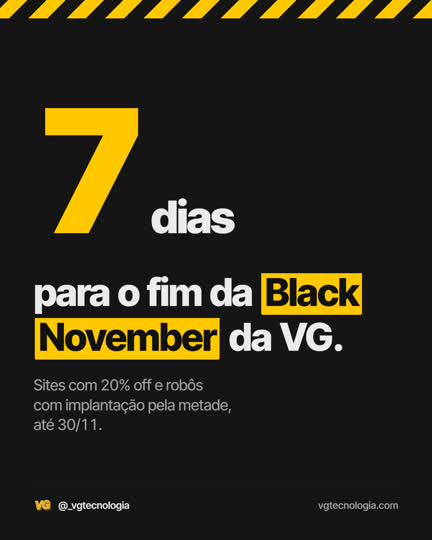 7 dias
para o fim da Black
November da VG.
Sites com 20% off e robôs
com implantação pela metade,
até 30/11.
VG @_vgtecnologia
vgtecnologia.com